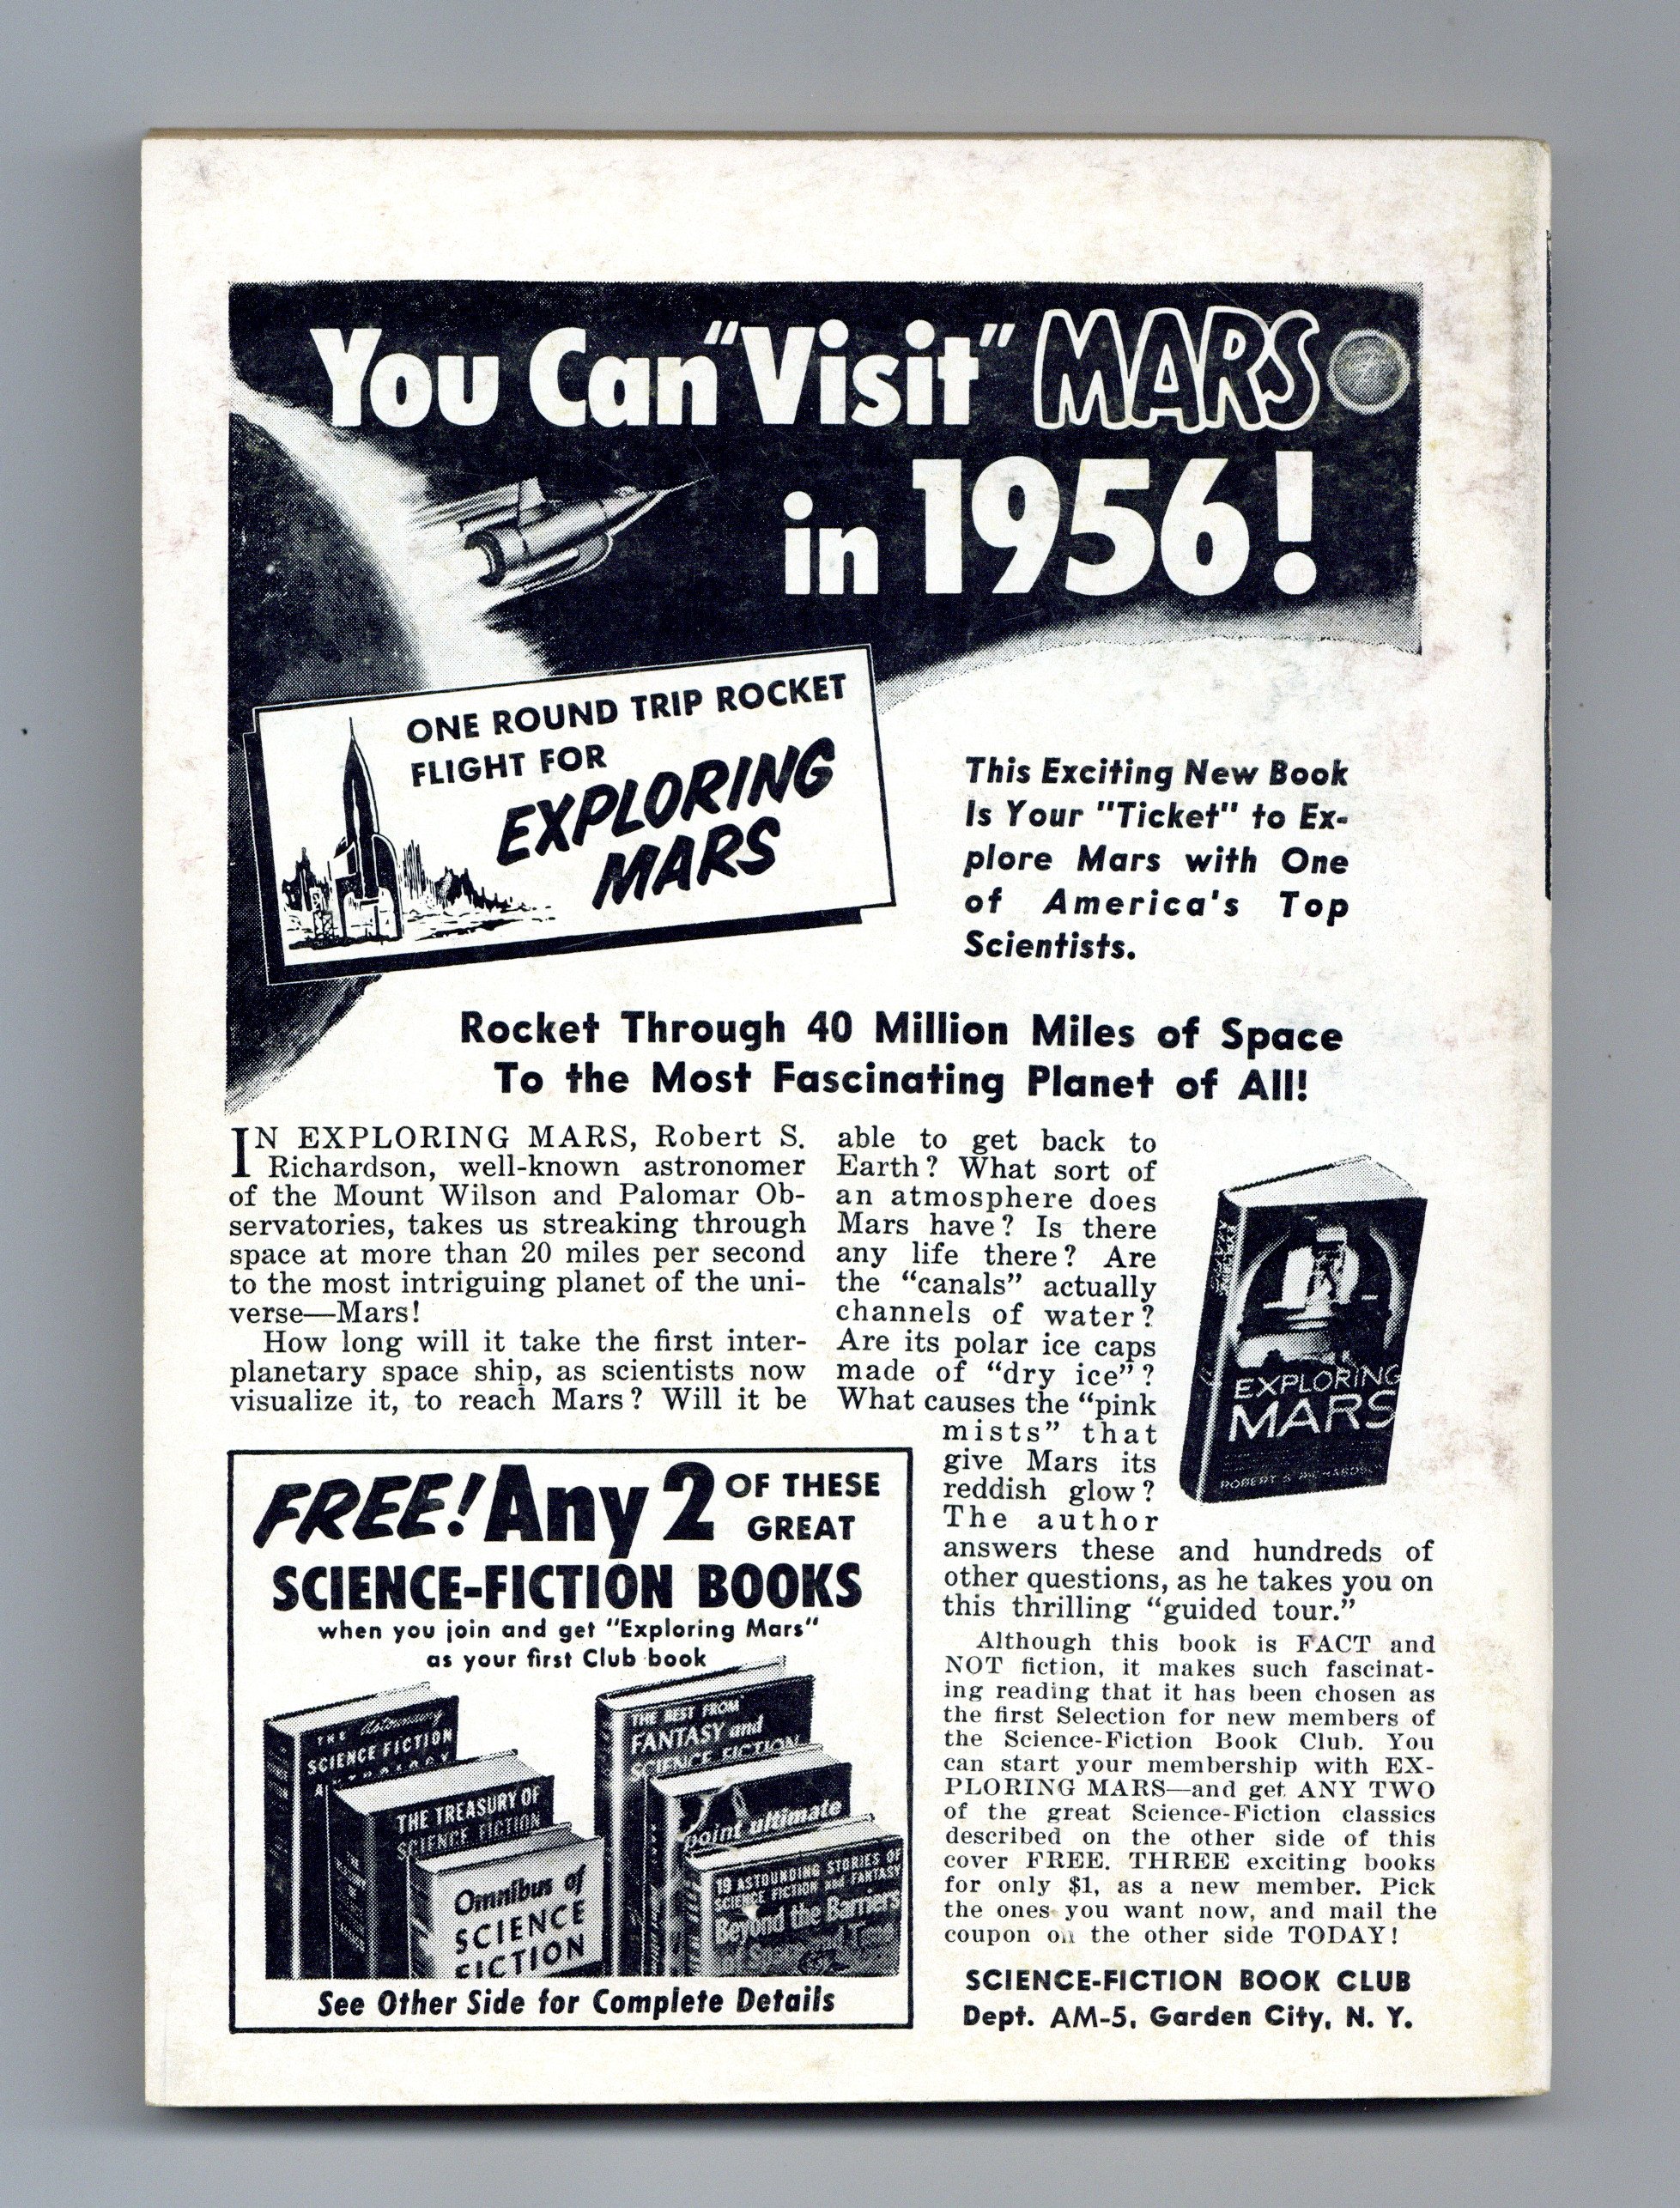 You Can "Visit" MARS
in 1956!
ONE ROUND TRIP ROCKET
FLIGHT FOR
EXPLORING
MARS
This Exciting New Book
Is Your "Ticket" to Ex-
plore Mars with One
of America's Top
Scientists.
Rocket Through 40 Million Miles of Space
To the Most Fascinating Planet of All!
IN EXPLORING MARS, Robert S.
Richardson, well-known astronomer
of the Mount Wilson and Palomar Ob-
servatories, takes us streaking through
space at more than 20 miles per second
to the most intriguing planet of the uni-
verse—Mars!
How long will it take the first inter-
planetary space ship, as scientists now
visualize it, to reach Mars? Will it be
able to get back to
Earth? What sort of
an atmosphere does
Mars have? Is there
any life there? Are
the "canals" actually
channels of water?
Are its polar ice caps
made of "dry ice"?
What causes the "pink
mists" that
give Mars its
reddish glow?
The author
answers these and hundreds of
other questions, as he takes you on
this thrilling "guided tour."
Although this book is FACT and
NOT fiction, it makes such fascinat-
ing reading that it has been chosen as
the first Selection for new members of
the Science-Fiction Book Club. You
can start your membership with EX-
PLORING MARS—and get ANY TWO
of the great Science-Fiction classics
described on the other side of this
cover FREE. THREE exciting books
for only $1, as a new member. Pick
the ones you want now, and mail the
coupon on the other side TODAY!
SCIENCE-FICTION BOOK CLUB
Dept. AM-5, Garden City, N. Y.
EXPLORING
MARS
ROBERT S. RICHARDSON
FREE! Any 2 OF THESE
GREAT
SCIENCE-FICTION BOOKS
when you join and get "Exploring Mars"
as your first Club book
THE Astounding
SCIENCE FICTION
THE TREASURY OF
SCIENCE FICTION
Omnibus of
SCIENCE
FICTION
THE BEST FROM
FANTASY and
SCIENCE FICTION
point ultimate
19 ASTOUNDING STORIES OF
SCIENCE FICTION and FANTASY
Beyond the Barriers
of Space and Time
See Other Side for Complete Details